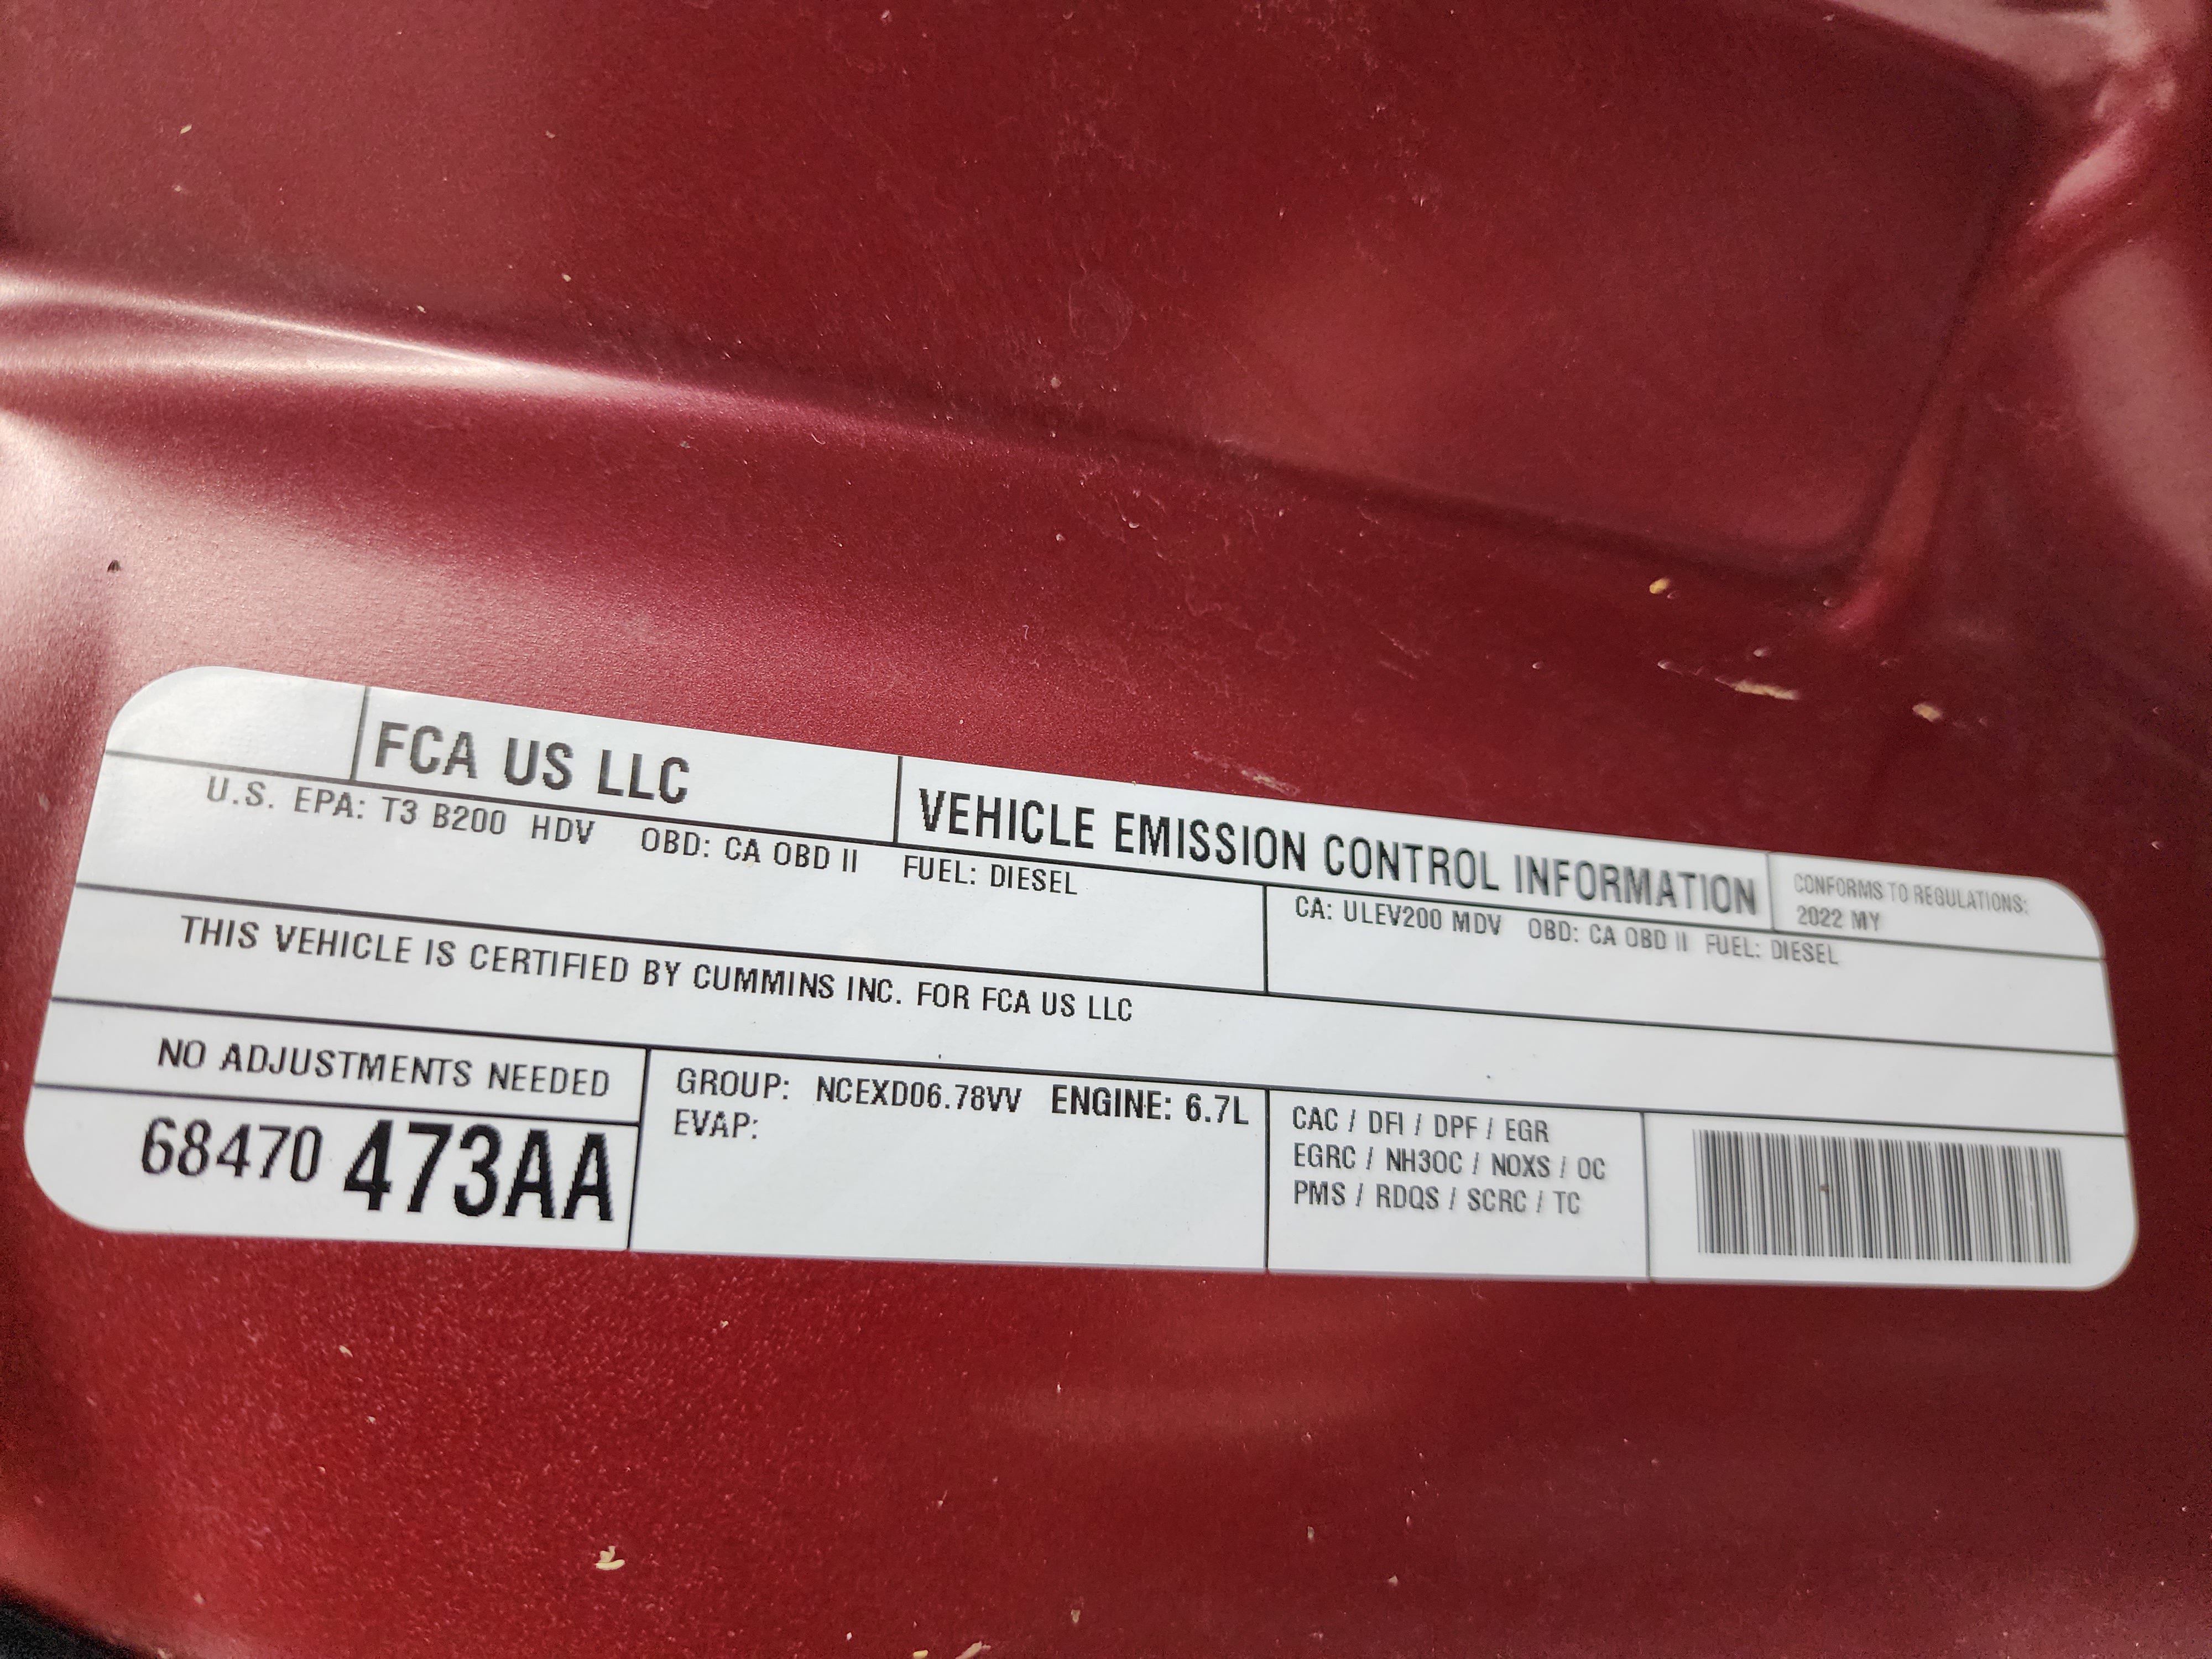 FCA US LLC
VEHICLE EMISSION CONTROL INFORMATION
CONFORMS TO REGULATIONS:
2022 MY
U.S. EPA: T3 B200 HDV OBD: CA OBD II FUEL: DIESEL
CA: ULEV200 MDV OBD: CA OBD II FUEL: DIESEL
THIS VEHICLE IS CERTIFIED BY CUMMINS INC. FOR FCA US LLC
NO ADJUSTMENTS NEEDED
68470 473AA
GROUP: NCEXD06.78VV ENGINE: 6.7L
EVAP:
CAC / DFI / DPF / EGR
EGRC / NH3OC / NOXS / OC
PMS / RDQS / SCRC / TC